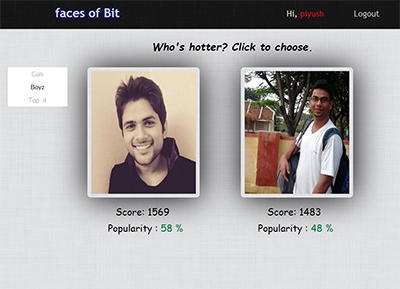 faces of Bit
Hi, piyush Logout
Who's hotter? Click to choose.
Gals
Boyz
Top 4
Score: 1569
Popularity : 58 %
Score: 1483
Popularity : 48 %